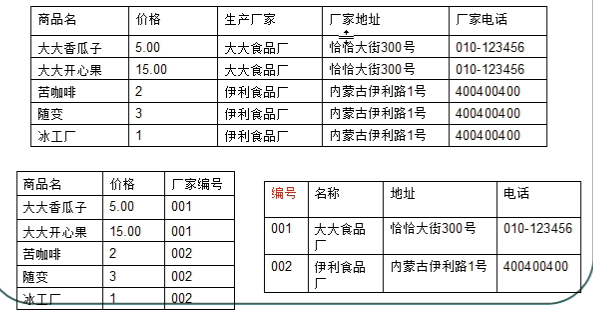 商品名 价格 生产厂家 厂家地址 厂家电话
大大香瓜子 5.00 大大食品厂 恰恰大街300号 010-123456
大大开心果 15.00 大大食品厂 恰恰大街300号 010-123456
苦咖啡 2 伊利食品厂 内蒙古伊利路1号 400400400
随变 3 伊利食品厂 内蒙古伊利路1号 400400400
冰工厂 1 伊利食品厂 内蒙古伊利路1号 400400400
商品名 价格 厂家编号
大大香瓜子 5.00 001
大大开心果 15.00 001
苦咖啡 2 002
随变 3 002
冰工厂 1 002
编号 名称 地址 电话
001 大大食品 恰恰大街300号 010-123456
厂
002 伊利食品 内蒙古伊利路1号 400400400
厂